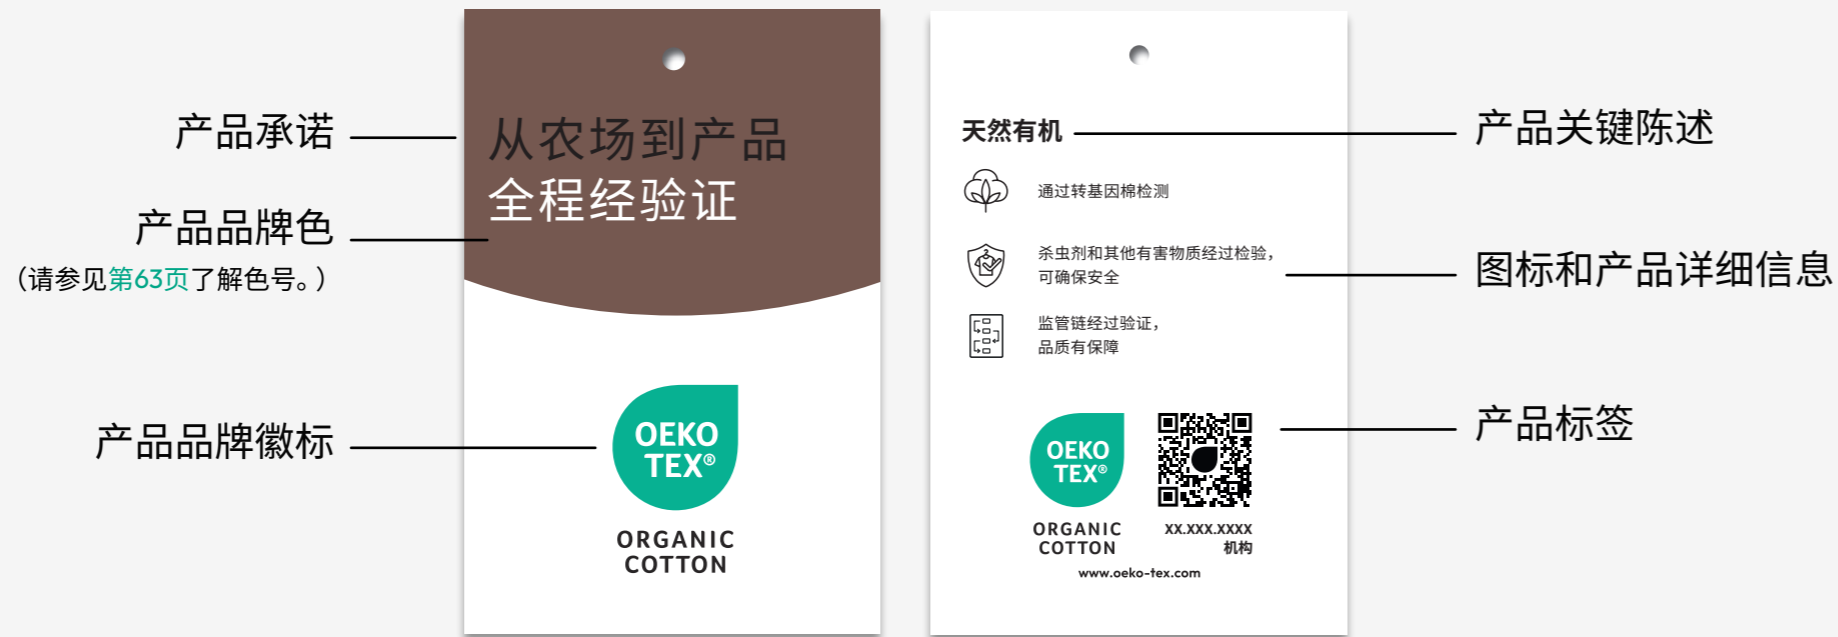 产品承诺
产品品牌色
（请参见第63页了解色号。）
产品品牌徽标
从农场到产品
全程经验证
OEKO
TEX®
ORGANIC
COTTON
天然有机
通过转基因棉检测
杀虫剂和其他有害物质经过检验，
可确保安全
监管链经过验证，
品质有保障
OEKO
TEX®
ORGANIC
COTTON
XX.XXX.XXXX
机构
www.oeko-tex.com
产品关键陈述
图标和产品详细信息
产品标签